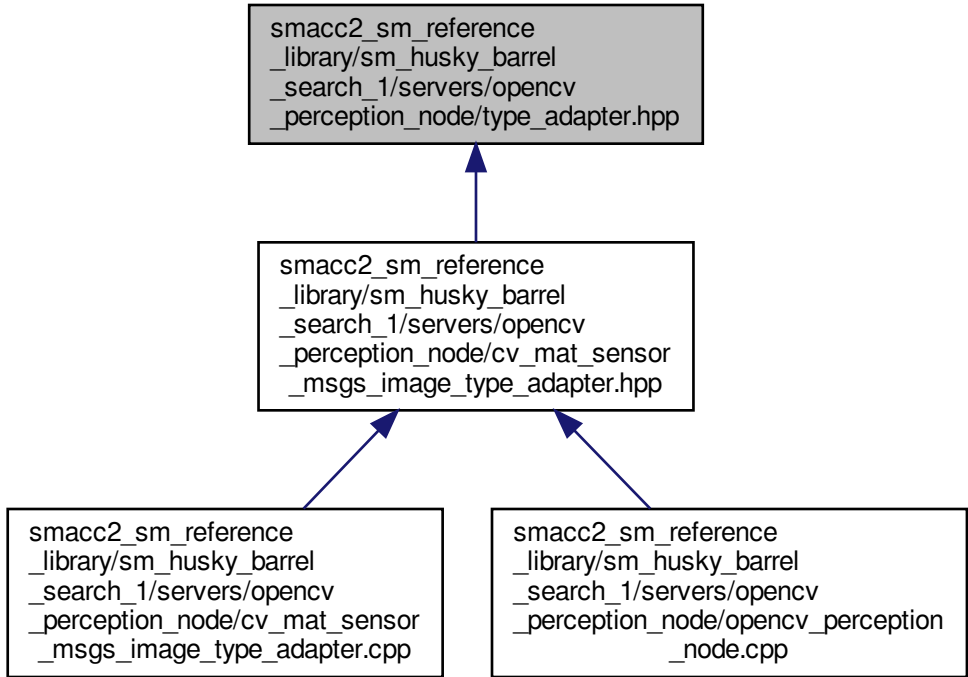 smacc2_sm_reference
_library/sm_husky_barrel
_search_1/servers/opencv
_perception_node/type_adapter.hpp
smacc2_sm_reference
_library/sm_husky_barrel
_search_1/servers/opencv
_perception_node/cv_mat_sensor
_msgs_image_type_adapter.hpp
smacc2_sm_reference
_library/sm_husky_barrel
_search_1/servers/opencv
_perception_node/cv_mat_sensor
_msgs_image_type_adapter.cpp
smacc2_sm_reference
_library/sm_husky_barrel
_search_1/servers/opencv
_perception_node/opencv_perception
_node.cpp